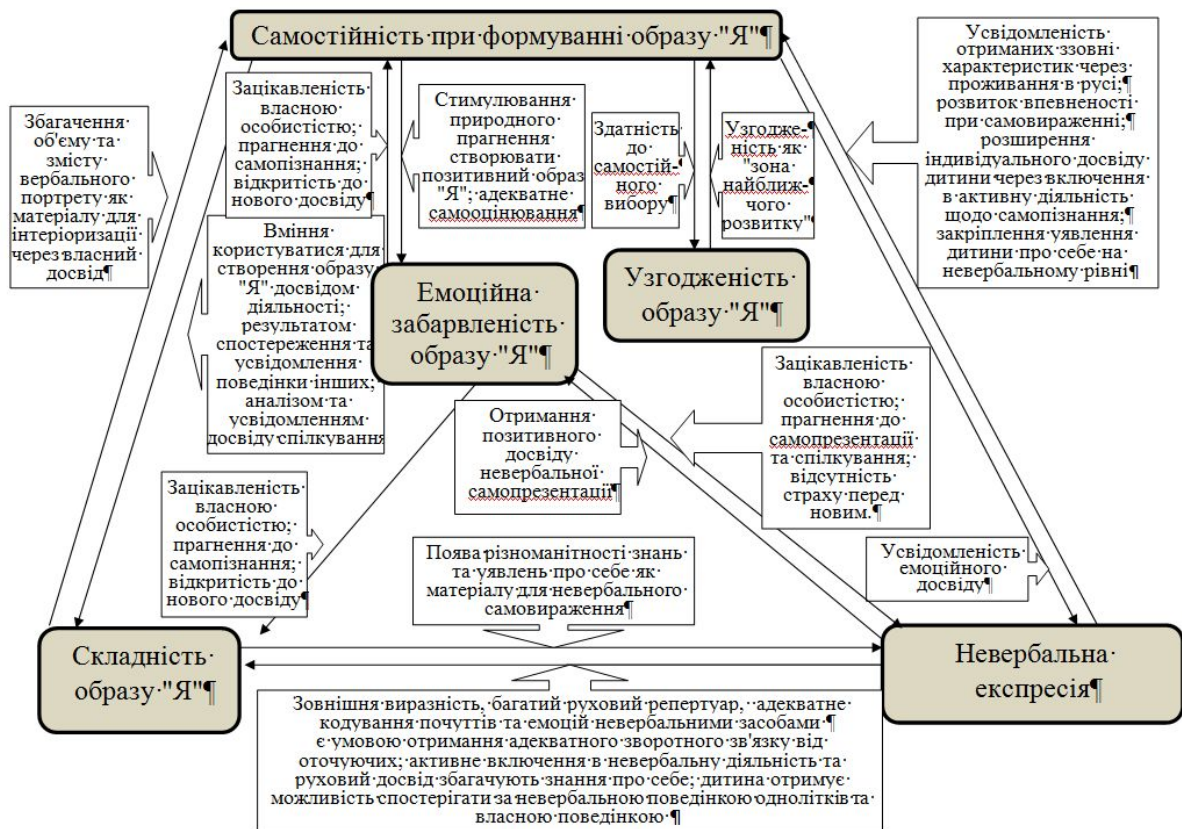 Самостійність при формуванні образу "Я"¶
Збагачення
об'єму та
змісту
вербального
портрету як
матеріалу для
інтеріоризації
через власний
досвід¶
Зацікавленість
власною
особистістю;
прагнення до
самопізнання;
відкритість до
нового досвіду¶
Стимулювання
природного
прагнення
створювати
позитивний образ
"Я"; адекватне
самооцінювання¶
Здатність
до
самостій-
ного
вибору¶
Узгодже-
ність як
"зона
найближ-
чого
розвитку"¶
Усвідомленість
отриманих ззовні
характеристик через
проживання в русі;¶
розвиток впевненості
при самовираженні;¶
розширення
індивідуального досвіду
дитини через включення
в активну діяльність
щодо самопізнання;¶
закріплення уявлення
дитини про себе на
невербальному рівні¶
Вміння
користуватися для
створення образу
"Я" досвідом
діяльності;
результатом
спостереження та
усвідомлення
поведінки інших;
аналізом та
усвідомленням
досвіду спілкування
Емоційна
забарвленість
образу "Я"¶
Узгодженість
образу "Я"¶
Отримання
позитивного
досвіду
невербальної
самопрезентації¶
Зацікавленість
власною
особистістю;
прагнення до
самопрезентації
та спілкування;
відсутність
страху перед
новим.¶
Зацікавленість
власною
особистістю;
прагнення до
самопізнання;
відкритість до
нового досвіду¶
Поява різноманітності знань
та уявлень про себе як
матеріалу для невербального
самовираження¶
Усвідомленість
емоційного
досвіду¶
Складність
образу "Я"¶
Невербальна
експресія¶
Зовнішня виразність, багатий руховий репертуар, адекватне
кодування почуттів та емоцій невербальними засобами ¶
є умовою отримання адекватного зворотного зв'язку від
оточуючих; активне включення в невербальну діяльність та
руховий досвід збагачують знання про себе; дитина отримує
можливість спостерігати за невербальною поведінкою однолітків та
власною поведінкою ¶